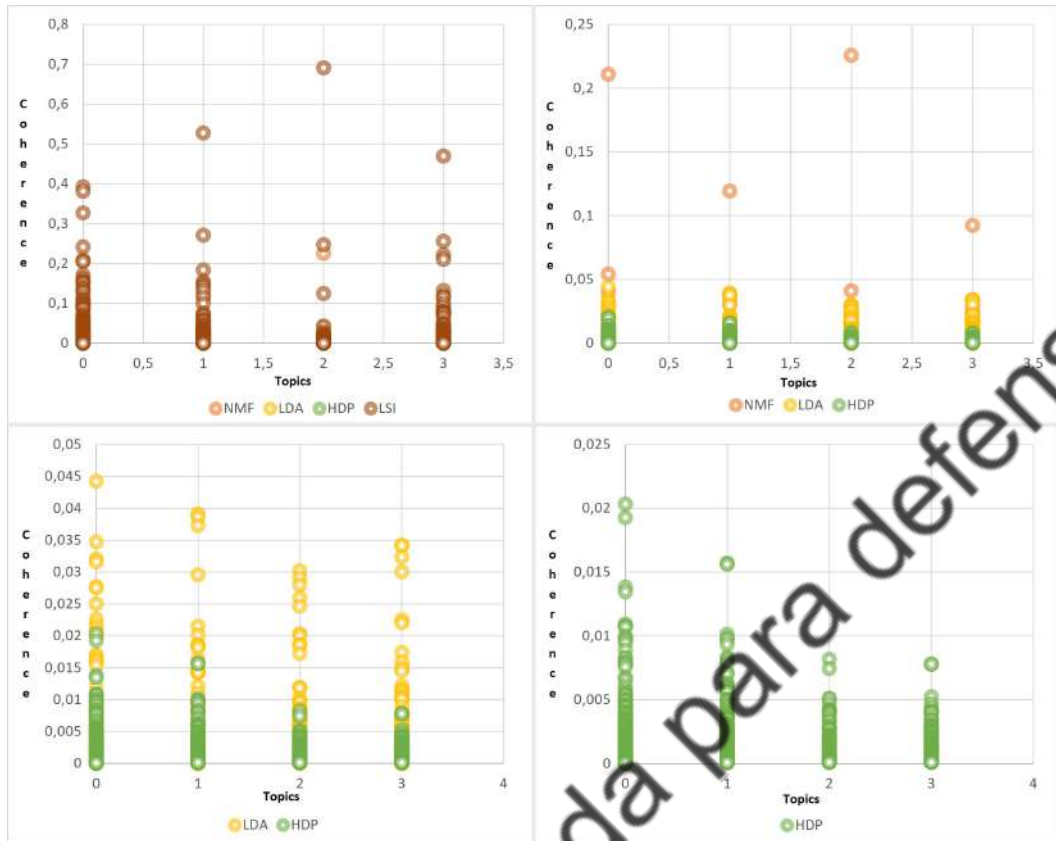 0,8
0,7
0,6
0,5
0,4
0,3
0,2
0,1
0
Coherence
0 0,5 1 1,5 2 2,5 3 3,5
Topics
NMF LDA HDP LSI
0,25
0,2
0,15
0,1
0,05
0
Coherence
0 0,5 1 1,5 2 2,5 3 3,5
Topics
NMF LDA HDP
0,05
0,045
0,04
0,035
0,03
0,025
0,02
0,015
0,01
0,005
0
Coherence
0 1 2 3 4
Topics
LDA HDP
0,025
0,02
0,015
0,01
0,005
0
Coherence
0 1 2 3 4
Topics
HDP
da para defens